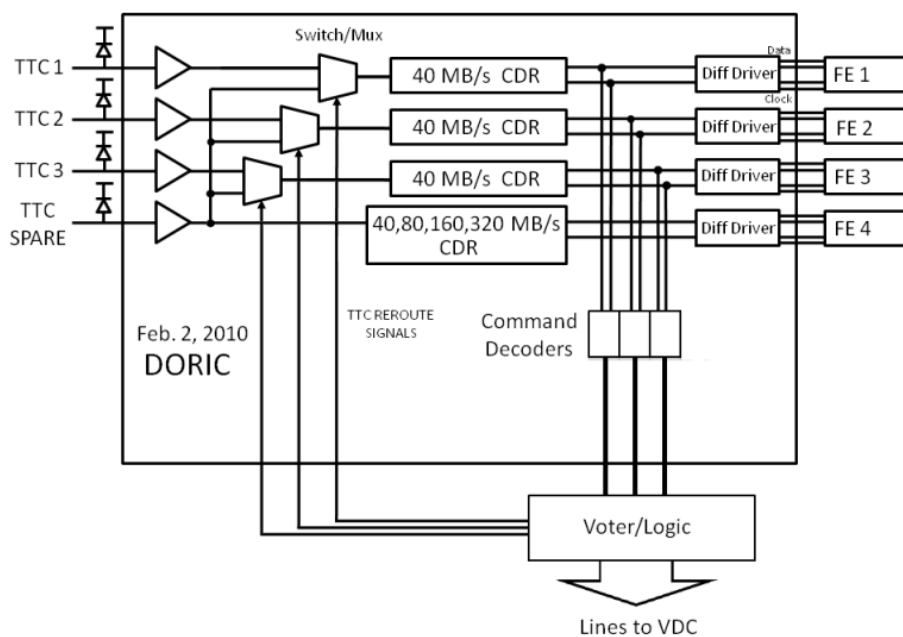 Switch/Mux
Data
TTC 1
40 MB/s CDR
Diff Driver
FE 1
Clock
TTC 2
40 MB/s CDR
Diff Driver
FE 2
TTC 3
40 MB/s CDR
Diff Driver
FE 3
TTC
SPARE
40,80,160,320 MB/s
CDR
Diff Driver
FE 4
TTC REROUTE
SIGNALS
Command
Decoders
Feb. 2, 2010
DORIC
Voter/Logic
Lines to VDC